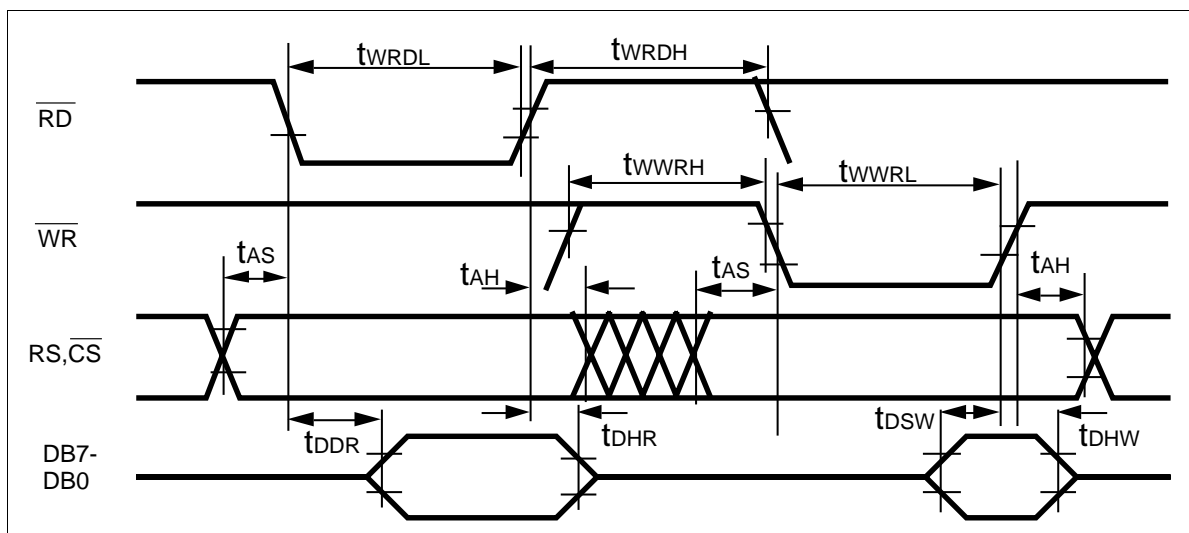 tWRDL
tWRDH
RD
tWWRH
tWWRL
WR
tAS
tAH
tAS
tAH
RS,CS
tDDR
tDHR
tDSW
tDHW
DB7-
DB0